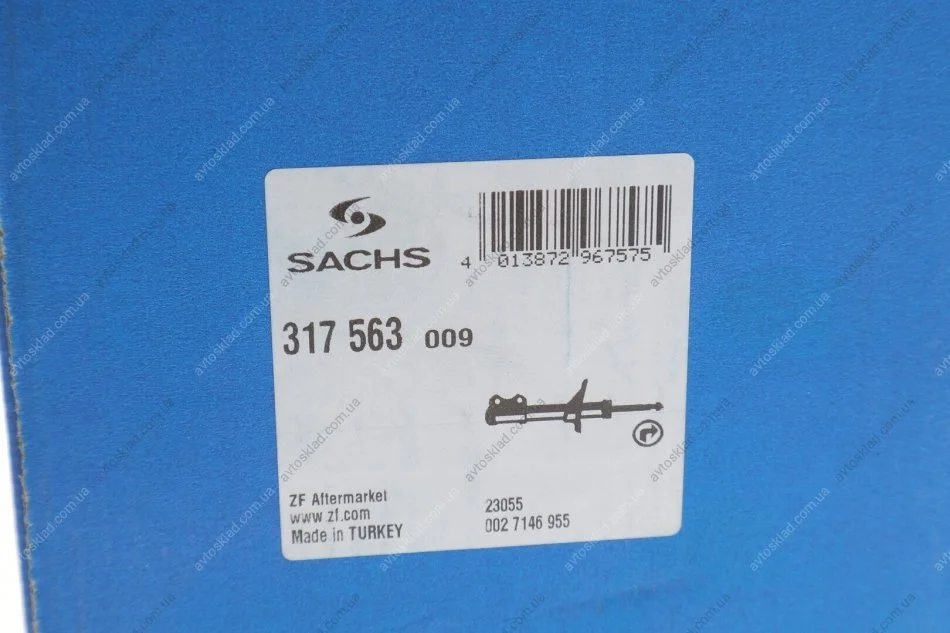 SACHS
4 013872 967575
317 563 009
ZF Aftermarket
www.zf.com
Made in TURKEY
23055
002 7146 955
avtosklad.com.ua